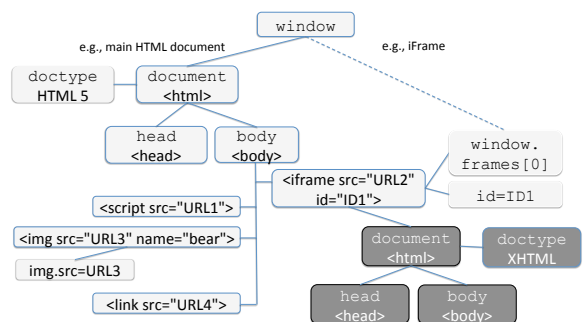 window
e.g., main HTML document
e.g., iFrame
doctype
HTML 5
document
<html>
head
<head>
body
<body>
window.
frames[0]
<iframe src="URL2"
id="ID1">
id=ID1
<script src="URL1">
<img src="URL3" name="bear">
img.src=URL3
<link src="URL4">
document
<html>
doctype
XHTML
head
<head>
body
<body>